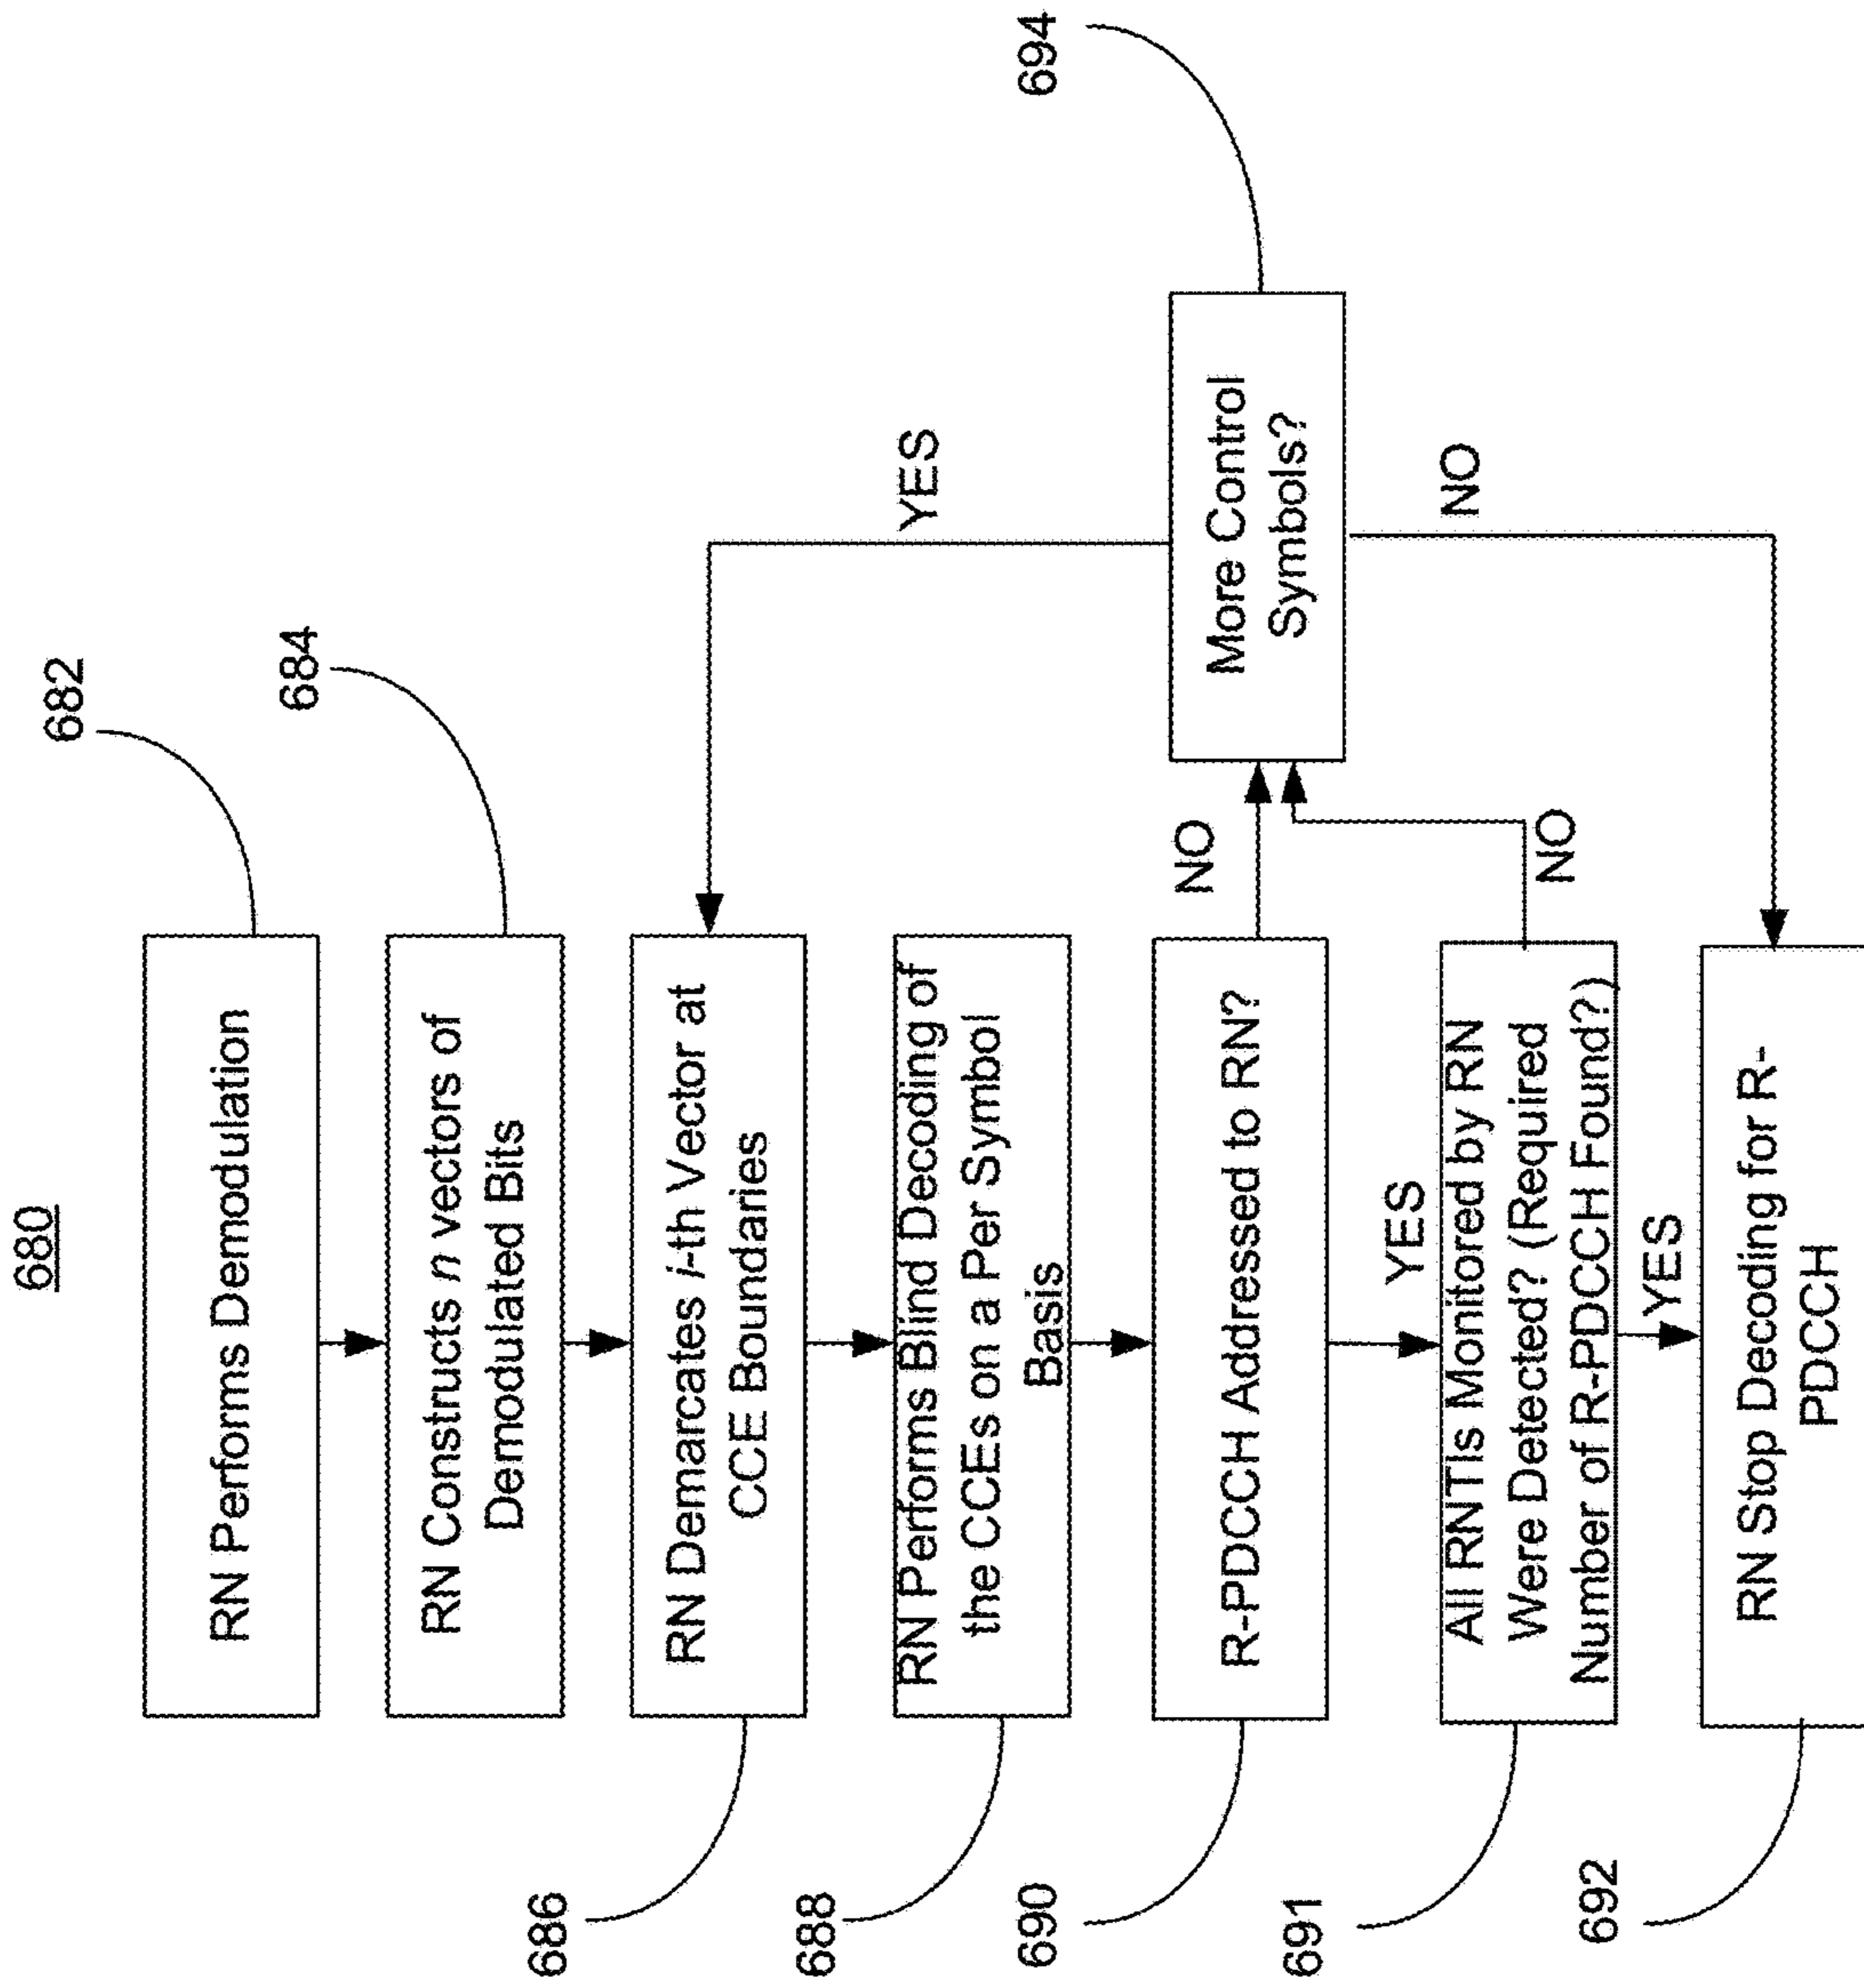 680
682
RN Performs Demodulation
684
RN Constructs n vectors of
Demodulated Bits
686
RN Demarcates i-th Vector at
CCE Boundaries
688
RN Performs Blind Decoding of
the CCEs on a Per Symbol
Basis
690
R-PDCCH Addressed to RN?
NO
694
More Control
Symbols?
YES
NO
YES
691
All RNTIs Monitored by RN
Were Detected? (Required
Number of R-PDCCH Found?)
NO
YES
692
RN Stop Decoding for R-
PDCCH